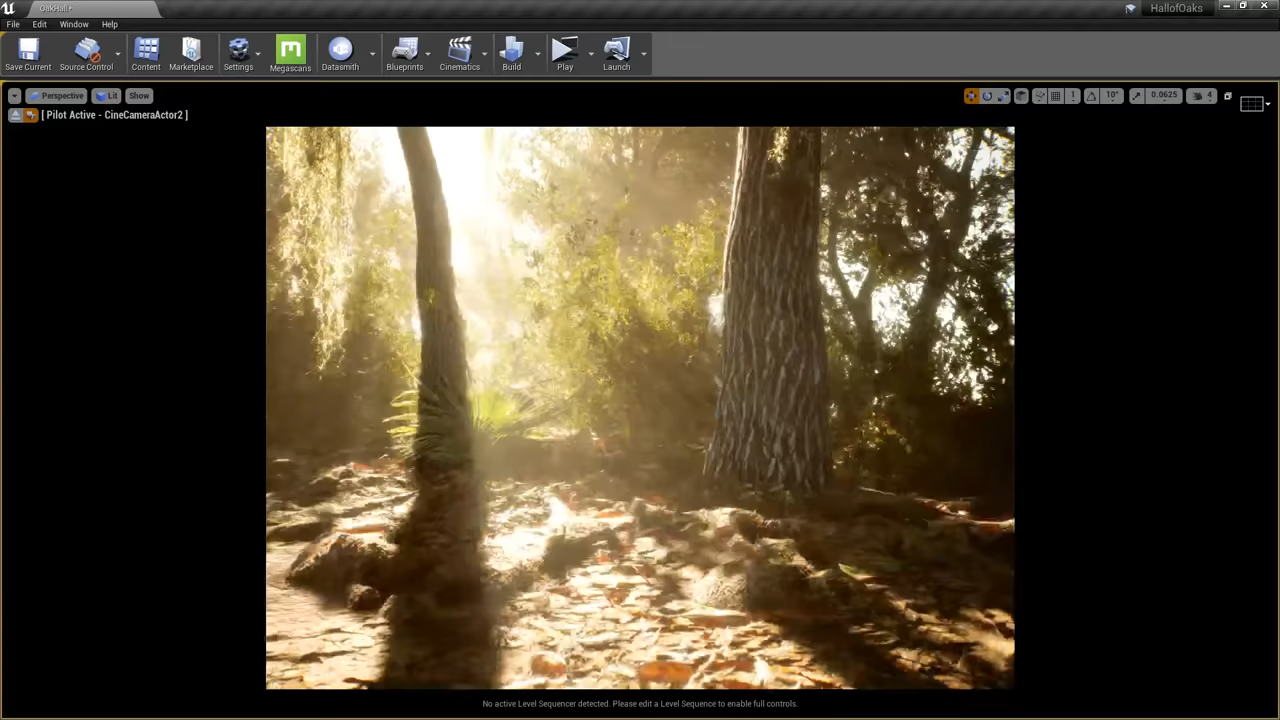 OakHall*
HallofOaks
File Edit Window Help
Save Current Source Control Content Marketplace Settings Megascans Datasmith Blueprints Cinematics Build Play Launch
Perspective Lit Show 1 10° 0.0625 4
[ Pilot Active - CineCameraActor2 ]
No active Level Sequencer detected. Please edit a Level Sequence to enable full controls.